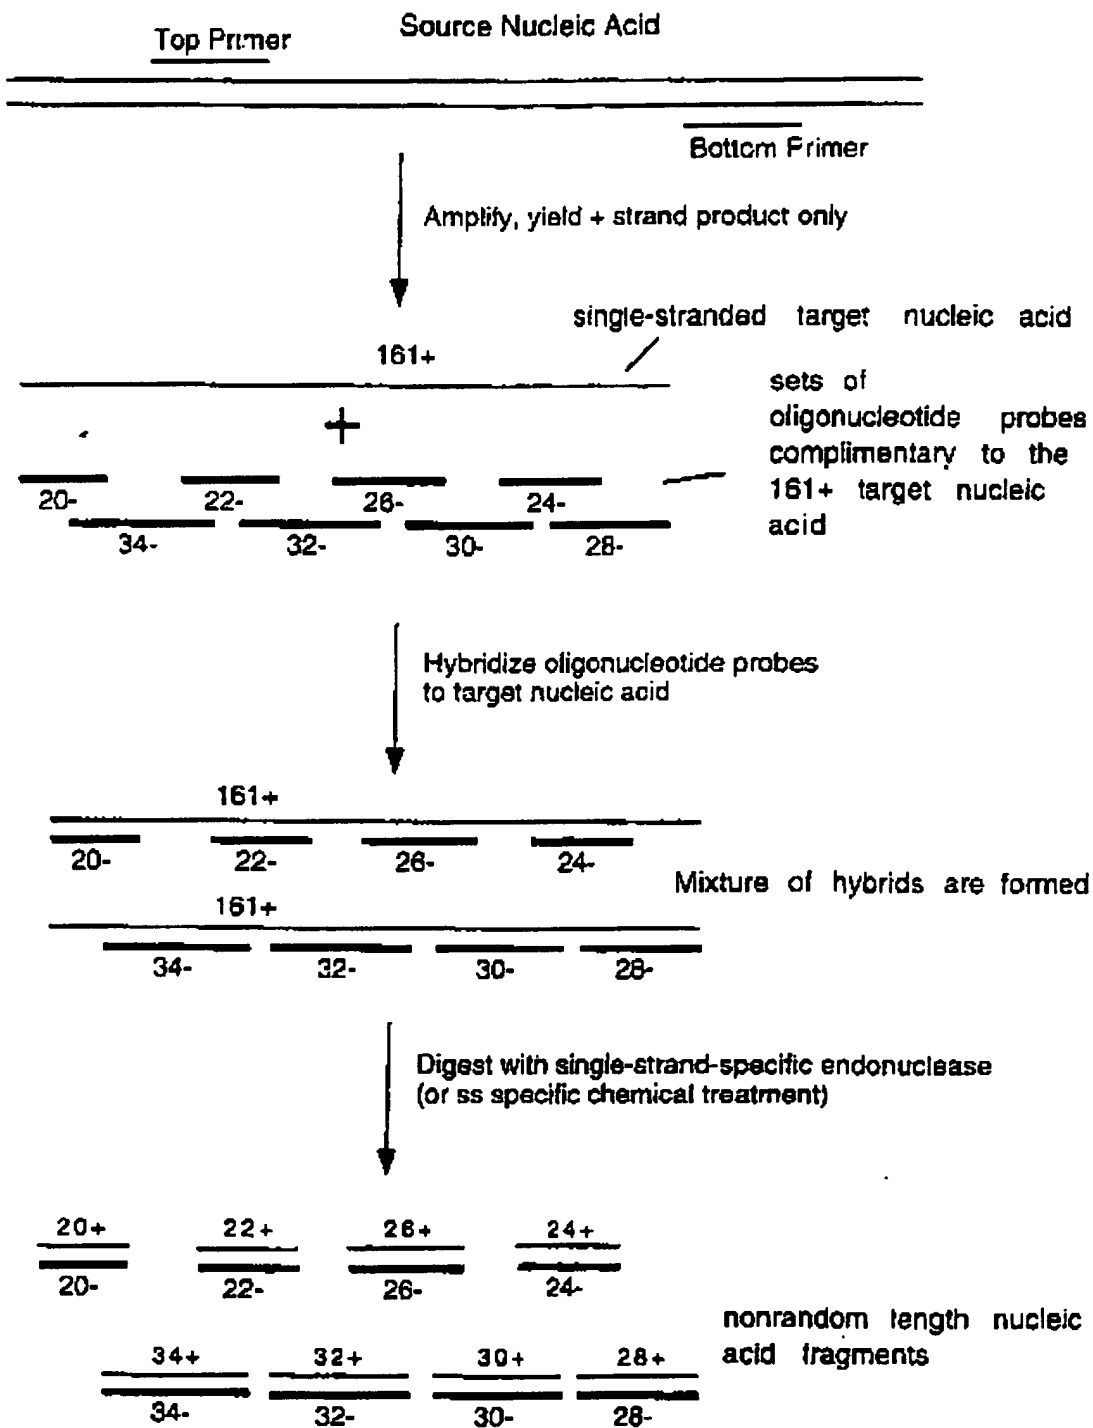 Source Nucleic Acid
Top Primer
Bottom Primer
Amplify, yield + strand product only
single-stranded target nucleic acid
161+
sets of
oligonucleotide probes
complimentary to the
161+ target nucleic
acid
+
20- 22- 26- 24-
34- 32- 30- 28-
Hybridize oligonucleotide probes
to target nucleic acid
161+
20- 22- 26- 24-
Mixture of hybrids are formed
161+
34- 32- 30- 28-
Digest with single-strand-specific endonuclease
(or ss specific chemical treatment)
20+ 22+ 26+ 24+
20- 22- 26- 24-
nonrandom length nucleic
acid fragments
34+ 32+ 30+ 28+
34- 32- 30- 28-